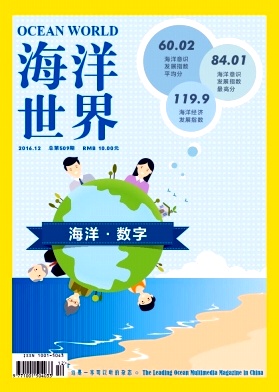 OCEAN WORLD
海洋
世界
2016.12 总第509期 RMB 10.00元
60.02
海洋意识
发展指数
平均分
84.01
海洋意识
发展指数
最高分
119.9
海洋经济
发展指数
海洋·数字
ISSN 1001-5043
The Leading Ocean Multimedia Magazine in China